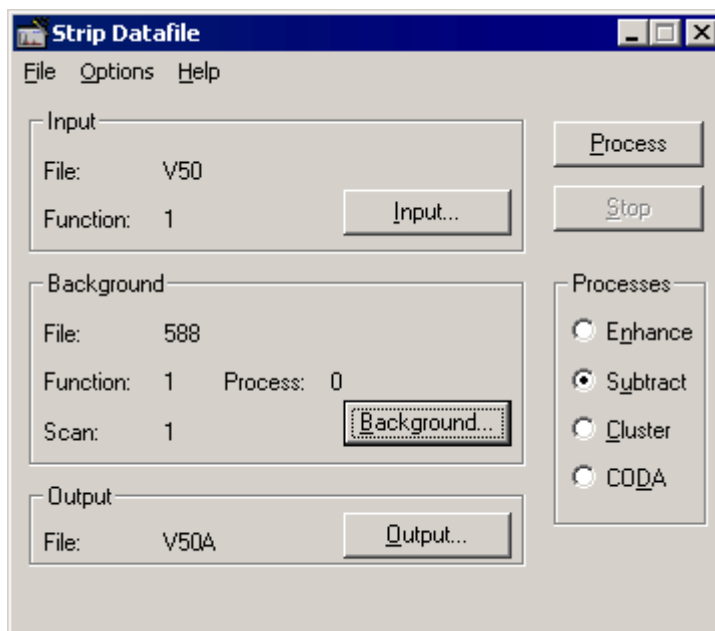 Strip Datafile
File Options Help
Input
File: V50
Function: 1
Input...
Process
Stop
Background
File: 588
Function: 1 Process: 0
Scan: 1
Background...
Processes
Enhance
Subtract
Cluster
CODA
Output
File: V50A
Output...